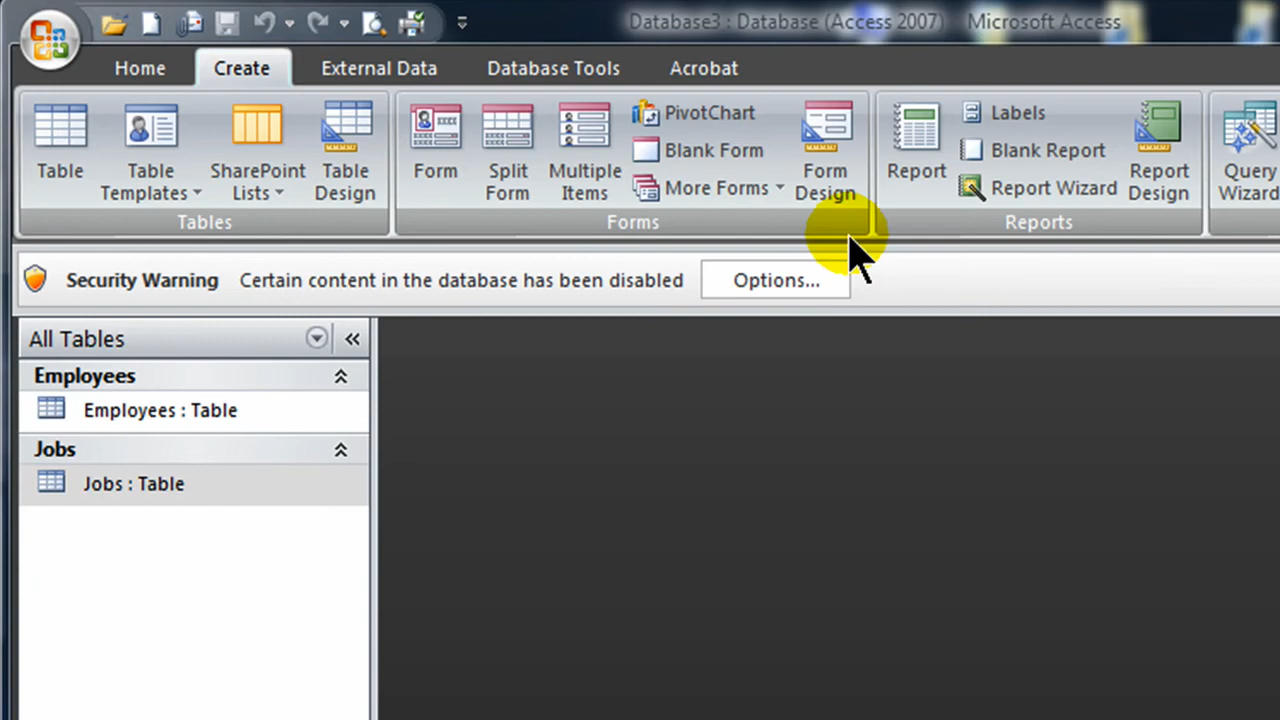 Database3 : Database (Access 2007) - Microsoft Access
Home Create External Data Database Tools Acrobat
Table
Table Templates
SharePoint Lists
Table Design
Form
Split Form
Multiple Items
PivotChart
Blank Form
More Forms
Form Design
Report
Labels
Blank Report
Report Wizard
Report Design
Query Wizard
Tables
Forms
Reports
Security Warning Certain content in the database has been disabled Options...
All Tables
Employees
Employees : Table
Jobs
Jobs : Table